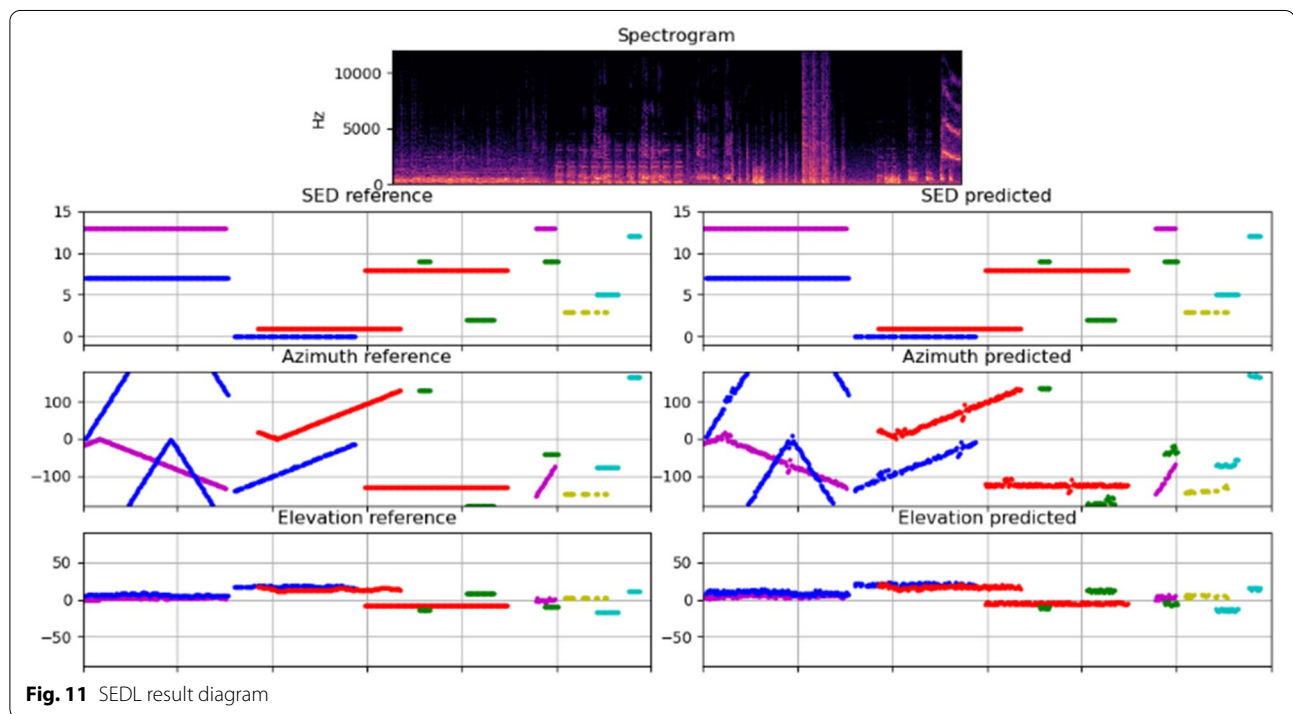 Spectrogram
10000
5000
0
Hz
SED reference
SED predicted
15
10
5
0
15
10
5
0
Azimuth reference
Azimuth predicted
100
0
−100
100
0
−100
Elevation reference
Elevation predicted
50
0
−50
50
0
−50
Fig. 11 SEDL result diagram